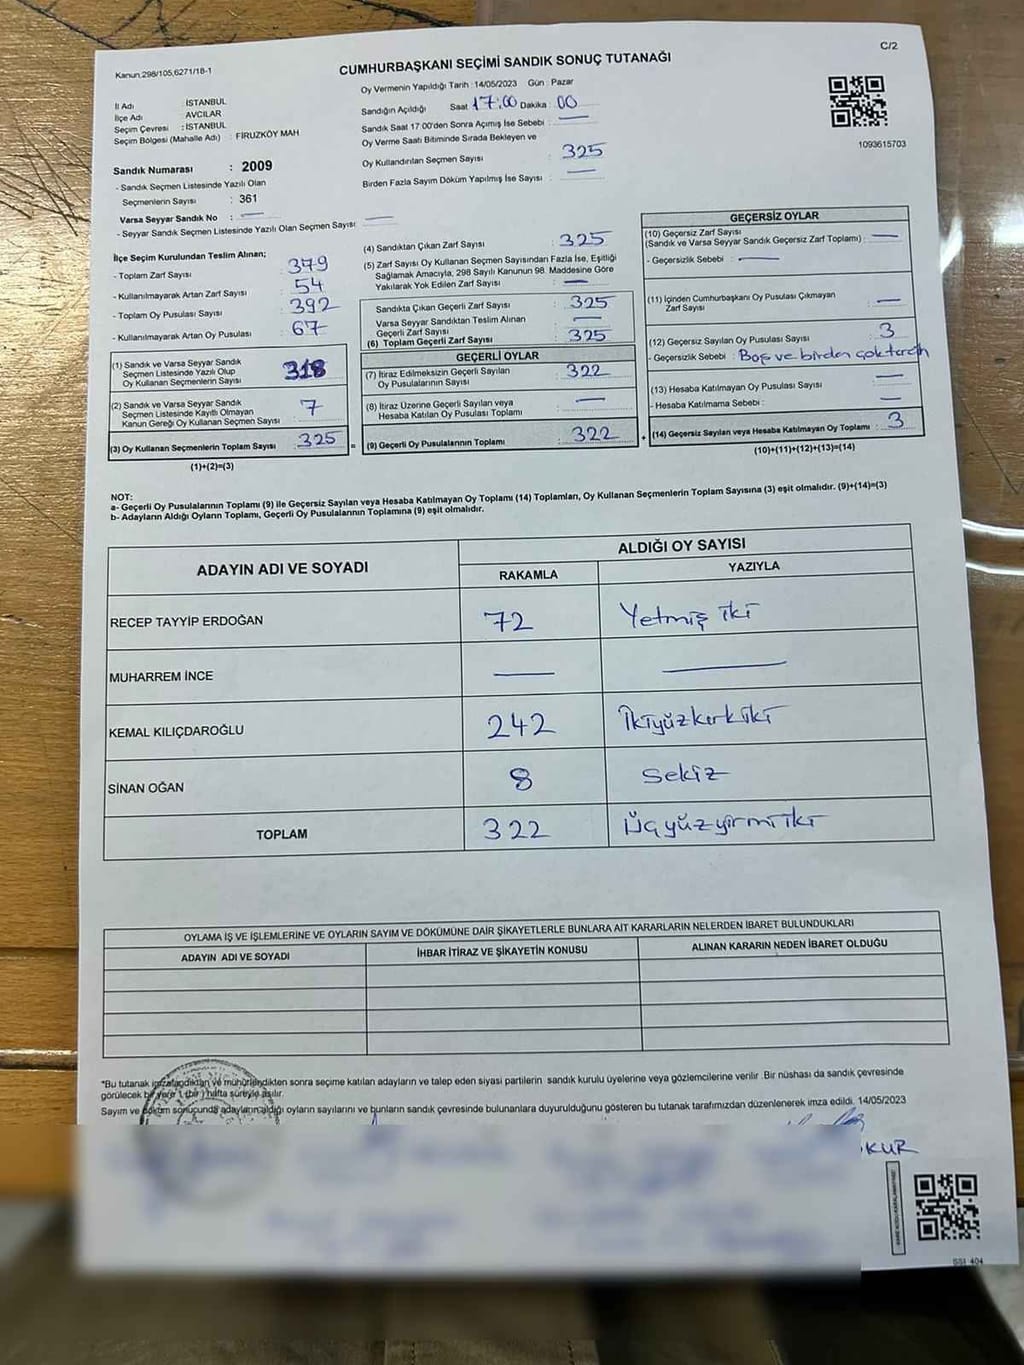 C/2
Kanun,298/105,6271/18-1
CUMHURBAŞKANI SEÇİMİ SANDIK SONUÇ TUTANAĞI
İl Adı : İSTANBUL
İlçe Adı : AVCILAR
Seçim Çevresi : İSTANBUL
Seçim Bölgesi (Mahalle Adı) : FİRUZKÖY MAH
Sandık Numarası : 2009
- Sandık Seçmen Listesinde Yazılı Olan
Seçmenlerin Sayısı : 361
Varsa Seyyar Sandık No : —
- Seyyar Sandık Seçmen Listesinde Yazılı Olan Seçmen Sayısı : —
Oy Vermenin Yapıldığı Tarih : 14/05/2023 Gün : Pazar
Sandığın Açıldığı Saat 17:00 Dakika : 00
Sandık Saat 17 00'den Sonra Açımış İse Sebebi : —
Oy Verme Saati Bitiminde Sırada Bekleyen ve
Oy Kullandırılan Seçmen Sayısı : 325
Birden Fazla Sayım Döküm Yapılmış İse Sayısı : —
1093615703
İlçe Seçim Kurulundan Teslim Alınan;
- Toplam Zarf Sayısı : 379
- Kullanılmayarak Artan Zarf Sayısı : 54
- Toplam Oy Pusulası Sayısı : 392
- Kullanılmayarak Artan Oy Pusulası : 67
(1) Sandık ve Varsa Seyyar Sandık
Seçmen Listesinde Yazılı Olup
Oy Kullanan Seçmenlerin Sayısı : 318
(2) Sandık ve Varsa Seyyar Sandık
Seçmen Listesinde Kayıtlı Olmayan
Kanun Gereği Oy Kullanan Seçmen Sayısı : 7
(3) Oy Kullanan Seçmenlerin Toplam Sayısı : 325 =
(1)+(2)=(3)
(4) Sandıktan Çıkan Zarf Sayısı : 325
(5) Zarf Sayısı Oy Kullanan Seçmen Sayısından Fazla İse, Eşitliği
Sağlamak Amacıyla, 298 Sayılı Kanunun 98. Maddesine Göre
Yakılarak Yok Edilen Zarf Sayısı : —
Sandıkta Çıkan Geçerli Zarf Sayısı : 325
Varsa Seyyar Sandıktan Teslim Alınan
Geçerli Zarf Sayısı : —
(6) Toplam Geçerli Zarf Sayısı : 325
GEÇERLİ OYLAR
(7) İtiraz Edilmeksizin Geçerli Sayılan
Oy Pusulalarının Sayısı : 322
(8) İtiraz Üzerine Geçerli Sayılan veya
Hesaba Katılan Oy Pusulası Toplamı : —
(9) Geçerli Oy Pusulalarının Toplamı : 322 +
GEÇERSİZ OYLAR
(10) Geçersiz Zarf Sayısı
(Sandık ve Varsa Seyyar Sandık Geçersiz Zarf Toplamı) : —
- Geçersizlik Sebebi : —
(11) İçinden Cumhurbaşkanı Oy Pusulası Çıkmayan
Zarf Sayısı : —
(12) Geçersiz Sayılan Oy Pusulası Sayısı : 3
- Geçersizlik Sebebi : Boş ve birden çok tercih
(13) Hesaba Katılmayan Oy Pusulası Sayısı : —
- Hesaba Katılmama Sebebi : —
(14) Geçersiz Sayılan veya Hesaba Katılmayan Oy Toplamı : 3
(10)+(11)+(12)+(13)=(14)
NOT:
a- Geçerli Oy Pusulalarının Toplamı (9) ile Geçersiz Sayılan veya Hesaba Katılmayan Oy Toplamı (14) Toplamları, Oy Kullanan Seçmenlerin Toplam Sayısına (3) eşit olmalıdır. (9)+(14)=(3)
b- Adayların Aldığı Oyların Toplamı, Geçerli Oy Pusulalarının Toplamına (9) eşit olmalıdır.
ADAYIN ADI VE SOYADI
ALDIĞI OY SAYISI
RAKAMLA YAZIYLA
RECEP TAYYİP ERDOĞAN 72 Yetmiş iki
MUHARREM İNCE — —
KEMAL KILIÇDAROĞLU 242 İkiyüzkırkiki
SİNAN OĞAN 8 Sekiz
TOPLAM 322 Üçyüzyirmiiki
OYLAMA İŞ VE İŞLEMLERİNE VE OYLARIN SAYIM VE DÖKÜMÜNE DAİR ŞİKAYETLERLE BUNLARA AİT KARARLARIN NELERDEN İBARET BULUNDUKLARI
ADAYIN ADI VE SOYADI İHBAR İTİRAZ VE ŞİKAYETİN KONUSU ALINAN KARARIN NEDEN İBARET OLDUĞU
*Bu tutanak imzalandıktan ve mühürlendikten sonra seçime katılan adayların ve talep eden siyasi partilerin sandık kurulu üyelerine veya gözlemcilerine verilir .Bir nüshası da sandık çevresinde
görülecek bir yere 1 (bir) hafta süreyle asılır.
Sayım ve döküm sonucunda adayların aldığı oyların sayılarını ve bunların sandık çevresinde bulunanlara duyurulduğunu gösteren bu tutanak tarafımızdan düzenlenerek imza edildi. 14/05/2023
KUR
SSI 404